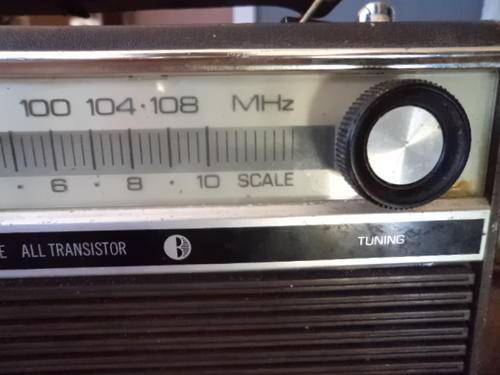 100 104·108 MHz
· 6 · 8 · 10 SCALE
E ALL TRANSISTOR B TUNING